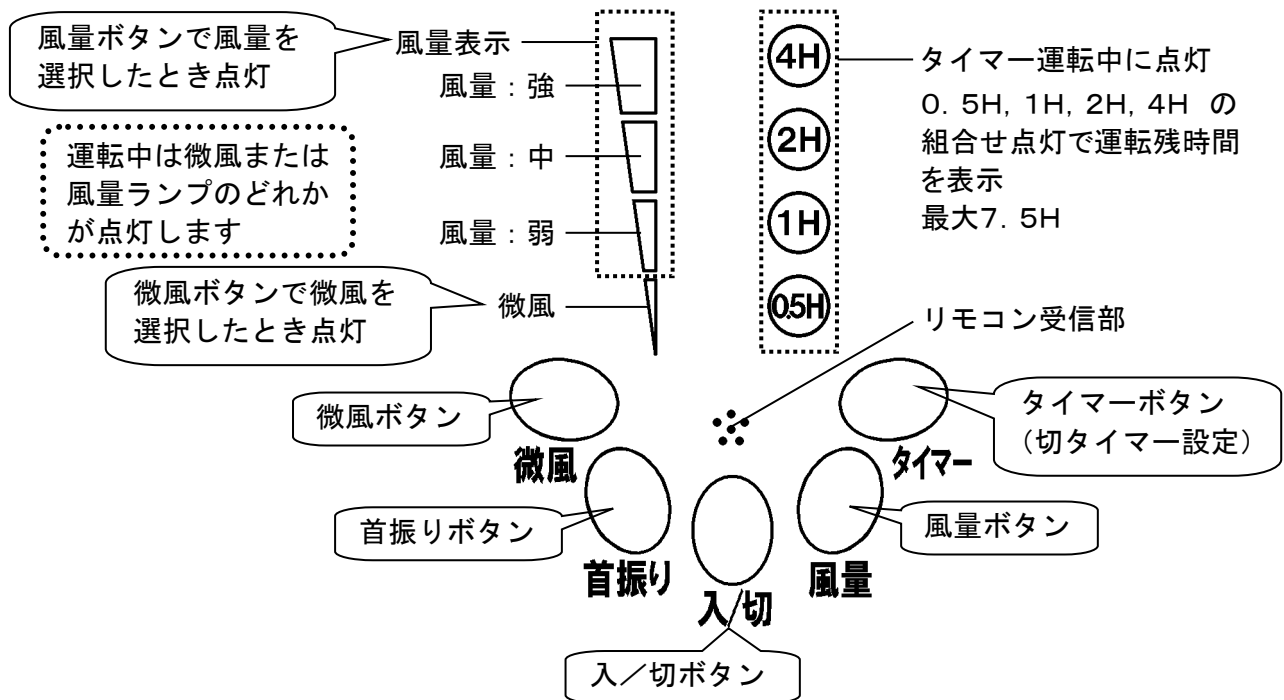 風量ボタンで風量を
選択したとき点灯
風量表示
風量：強
風量：中
風量：弱
微風
運転中は微風または
風量ランプのどれか
が点灯します
微風ボタンで微風を
選択したとき点灯
4H
2H
1H
0.5H
タイマー運転中に点灯
0. 5H, 1H, 2H, 4H の
組合せ点灯で運転残時間
を表示
最大7. 5H
リモコン受信部
微風ボタン
微風
タイマーボタン
（切タイマー設定）
タイマー
首振りボタン
首振り
風量ボタン
風量
入/切
入／切ボタン